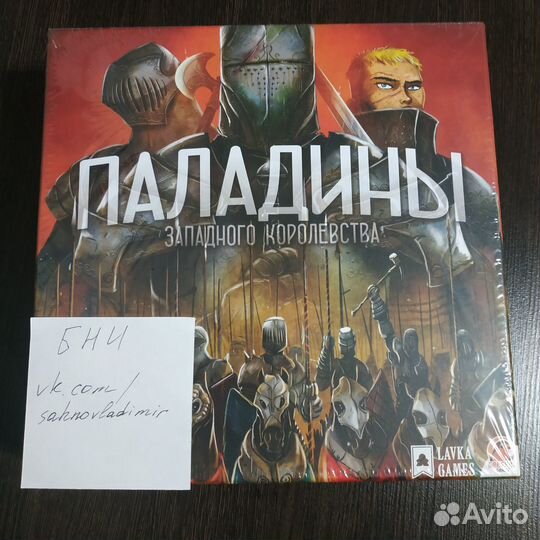 ПАЛАДИНЫ
ЗАПАДНОГО КОРОЛЕВСТВА
БНИ
vk.com/
sahnovladimir
LAVKA
GAMES
Avito